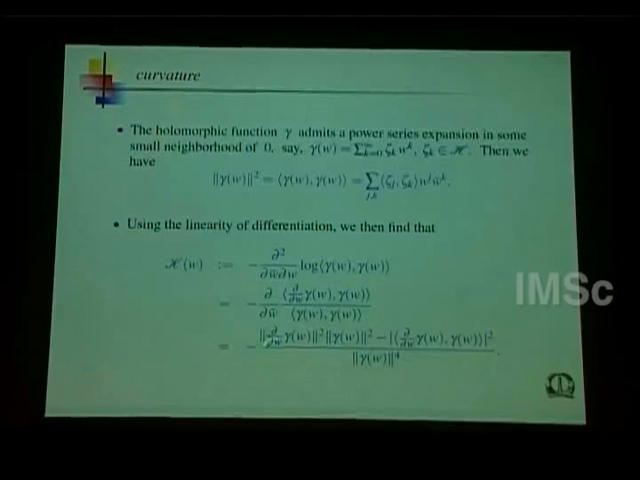 curvature
• The holomorphic function γ admits a power series expansion in some
small neighborhood of 0, say, γ(w) = ∑_{k=0}^{∞} ζ_k w^k, ζ_k ∈ ℋ. Then we
have
‖γ(w)‖² = ⟨γ(w), γ(w)⟩ = ∑_{j,k} ⟨ζ_j, ζ_k⟩ w^j w̄^k.
• Using the linearity of differentiation, we then find that
𝒦(w) := −∂²/∂w̄∂w log⟨γ(w), γ(w)⟩
= −∂/∂w̄ ⟨∂/∂w γ(w), γ(w)⟩/⟨γ(w), γ(w)⟩
= −(‖∂/∂w γ(w)‖²‖γ(w)‖² − |⟨∂/∂w γ(w), γ(w)⟩|²)/‖γ(w)‖⁴.
IMSc